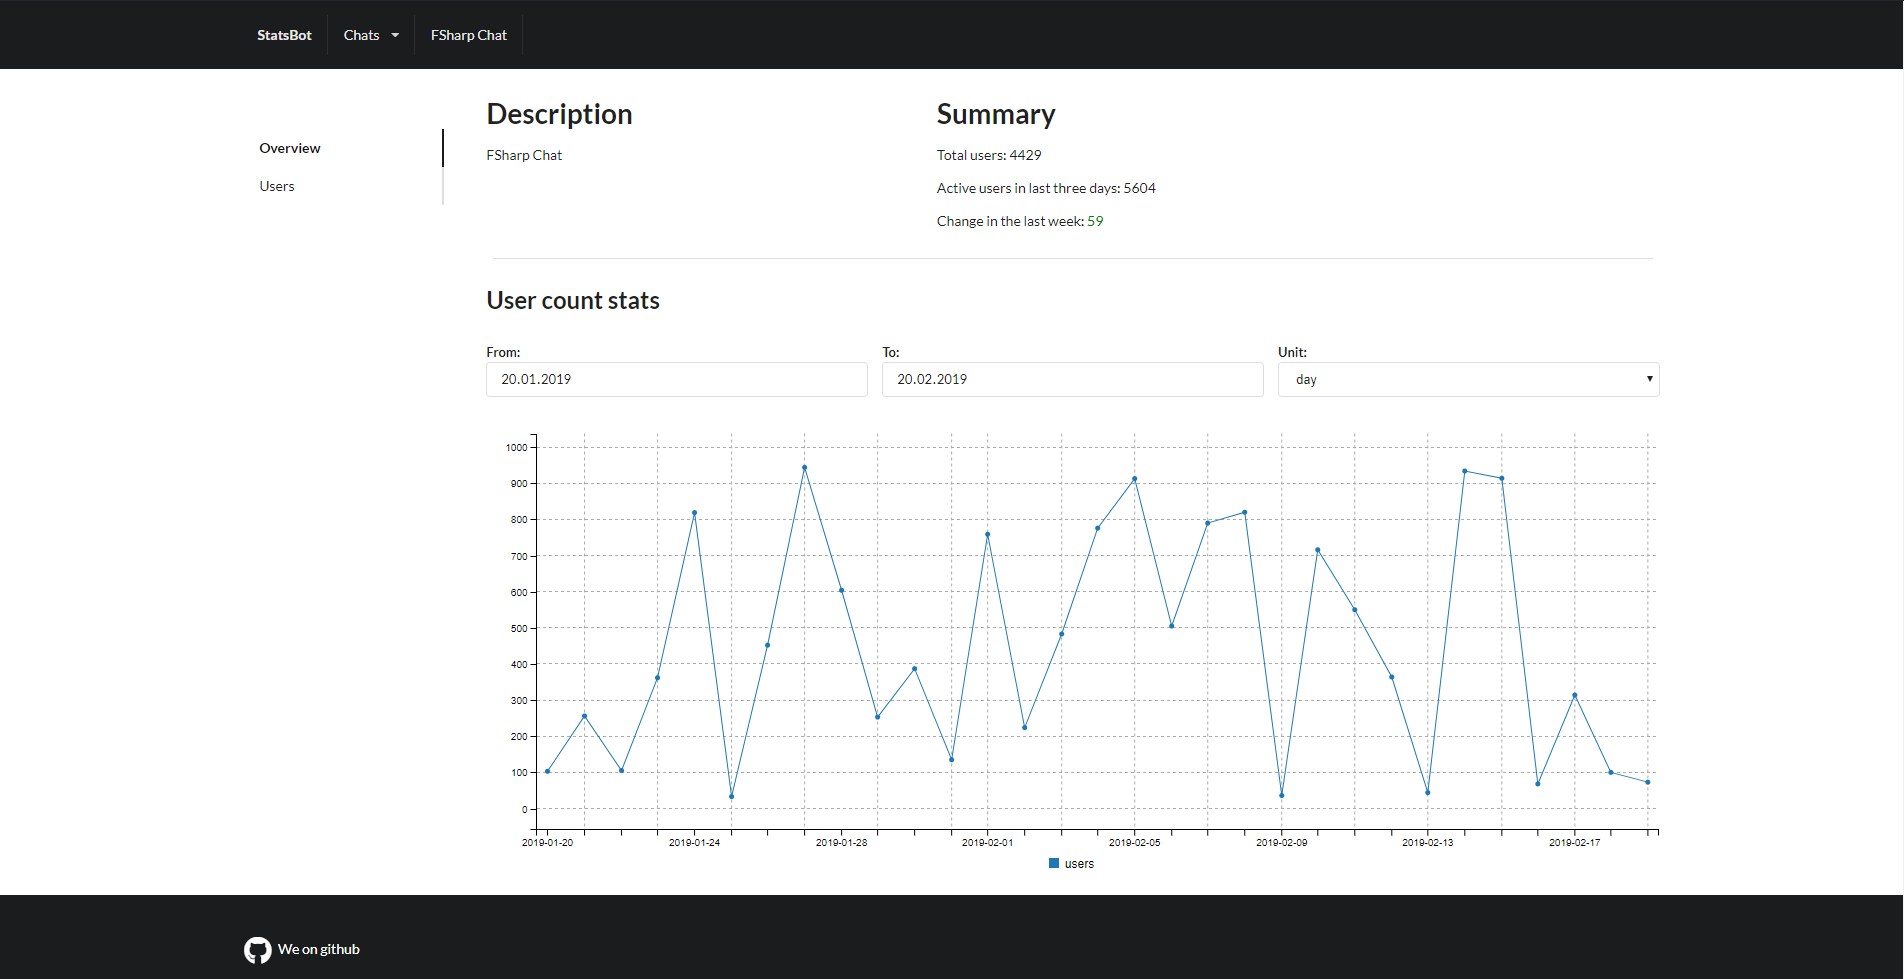 StatsBot Chats FSharp Chat
Overview
Users
Description
FSharp Chat
Summary
Total users: 4429
Active users in last three days: 5604
Change in the last week: 59
User count stats
From: To: Unit:
20.01.2019 20.02.2019 day
1000
900
800
700
600
500
400
300
200
100
0
2019-01-20 2019-01-24 2019-01-28 2019-02-01 2019-02-05 2019-02-09 2019-02-13 2019-02-17
users
We on github